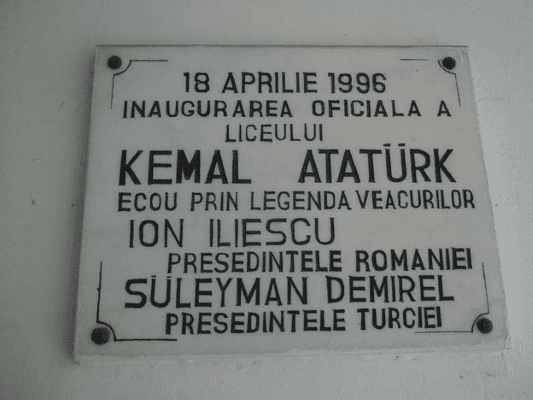 18 APRILIE 1996
INAUGURAREA OFICIALA A
LICEULUI
KEMAL ATATÜRK
ECOU PRIN LEGENDA VEACURILOR
ION ILIESCU
PRESEDINTELE ROMANIEI
SÜLEYMAN DEMIREL
PRESEDINTELE TURCIEI